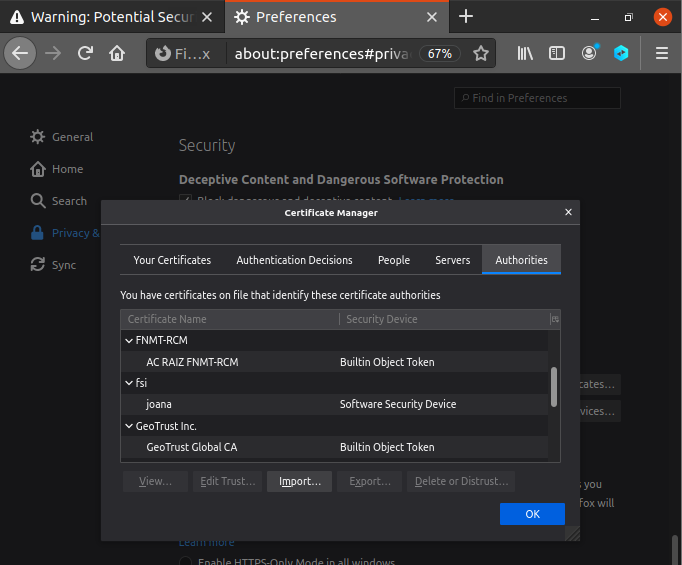 Warning: Potential Secur
Preferences
Fi…x about:preferences#priva 67%
Find in Preferences
General
Home
Search
Privacy &
Sync
Security
Deceptive Content and Dangerous Software Protection
Block dangerous and deceptive content Learn more
Certificate Manager
Your Certificates Authentication Decisions People Servers Authorities
You have certificates on file that identify these certificate authorities
Certificate Name Security Device
FNMT-RCM
AC RAIZ FNMT-RCM Builtin Object Token
fsi
joana Software Security Device
GeoTrust Inc.
GeoTrust Global CA Builtin Object Token
View… Edit Trust… Import… Export… Delete or Distrust…
OK
cates…
vices…
s you
fox will
Learn more
Enable HTTPS-Only Mode in all windows